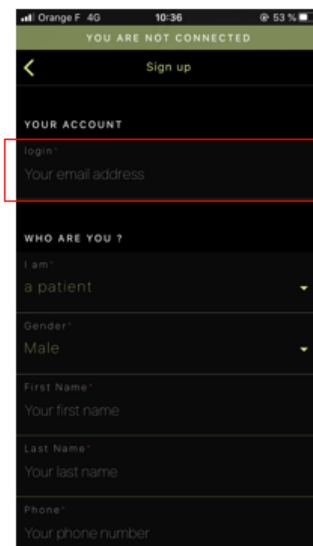 Orange F 4G 10:36 53 %
YOU ARE NOT CONNECTED
Sign up
YOUR ACCOUNT
login*
Your email address
WHO ARE YOU ?
I am*
a patient
Gender*
Male
First Name*
Your first name
Last Name*
Your last name
Phone*
Your phone number